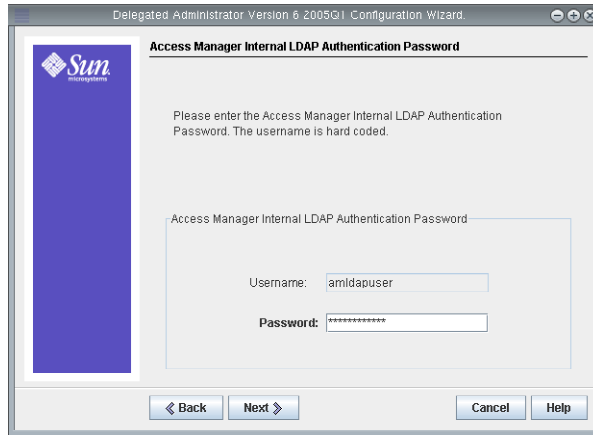 Delegated Administrator Version 6 2005Q1 Configuration Wizard.
Sun
microsystems
Access Manager Internal LDAP Authentication Password
Please enter the Access Manager Internal LDAP Authentication
Password. The username is hard coded.
Access Manager Internal LDAP Authentication Password
Username: amldapuser
Password: ************
Back Next Cancel Help